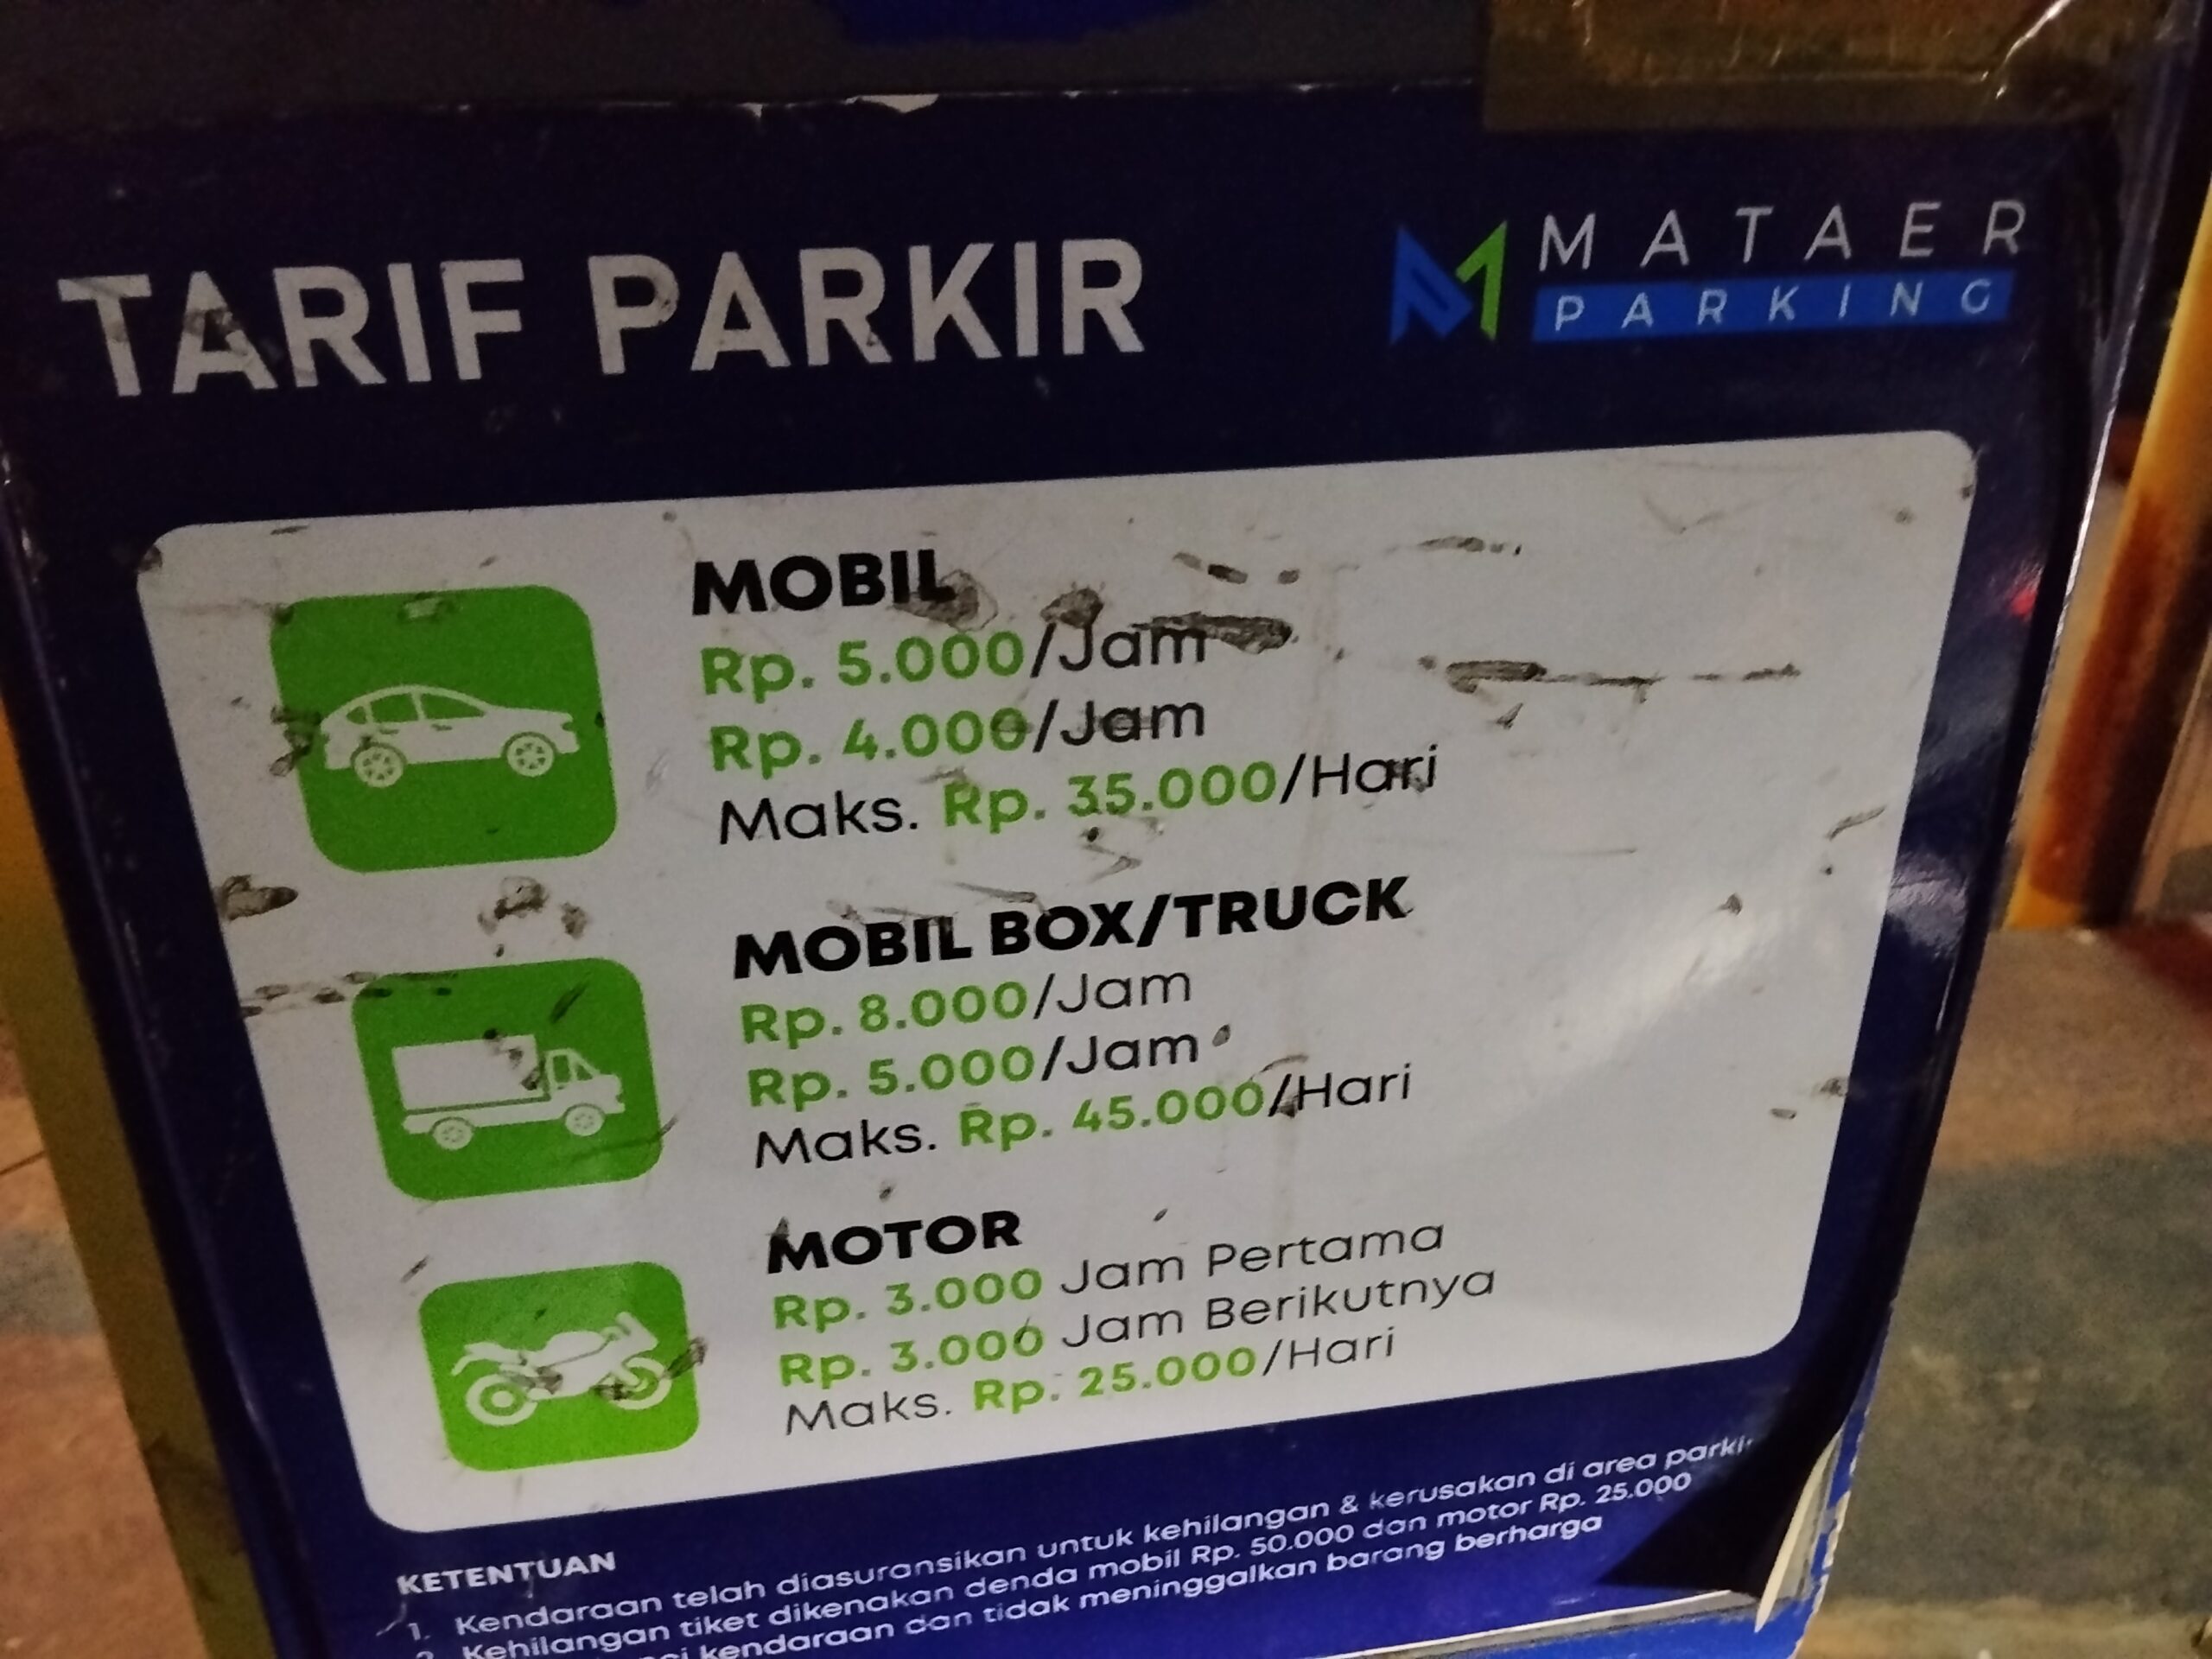 TARIF PARKIR
MATAER
PARKING
MOBIL
Rp. 5.000/Jam
Rp. 4.000/Jam
Maks. Rp. 35.000/Hari
MOBIL BOX/TRUCK
Rp. 8.000/Jam
Rp. 5.000/Jam
Maks. Rp. 45.000/Hari
MOTOR
Rp. 3.000 Jam Pertama
Rp. 3.000 Jam Berikutnya
Maks. Rp. 25.000/Hari
KETENTUAN
1. Kendaraan telah diasuransikan untuk kehilangan & kerusakan di area parkir
2. Kehilangan tiket dikenakan denda mobil Rp. 50.000 dan motor Rp. 25.000
kendaraan dan tidak meninggalkan barang berharga